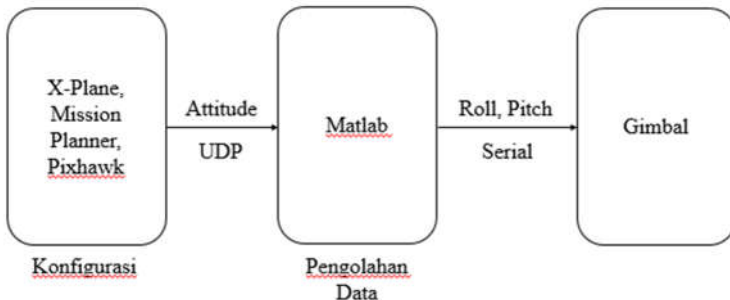 X-Plane,
Mission
Planner,
Pixhawk
Attitude
UDP
Matlab
Roll, Pitch
Serial
Gimbal
Konfigurasi
Pengolahan
Data